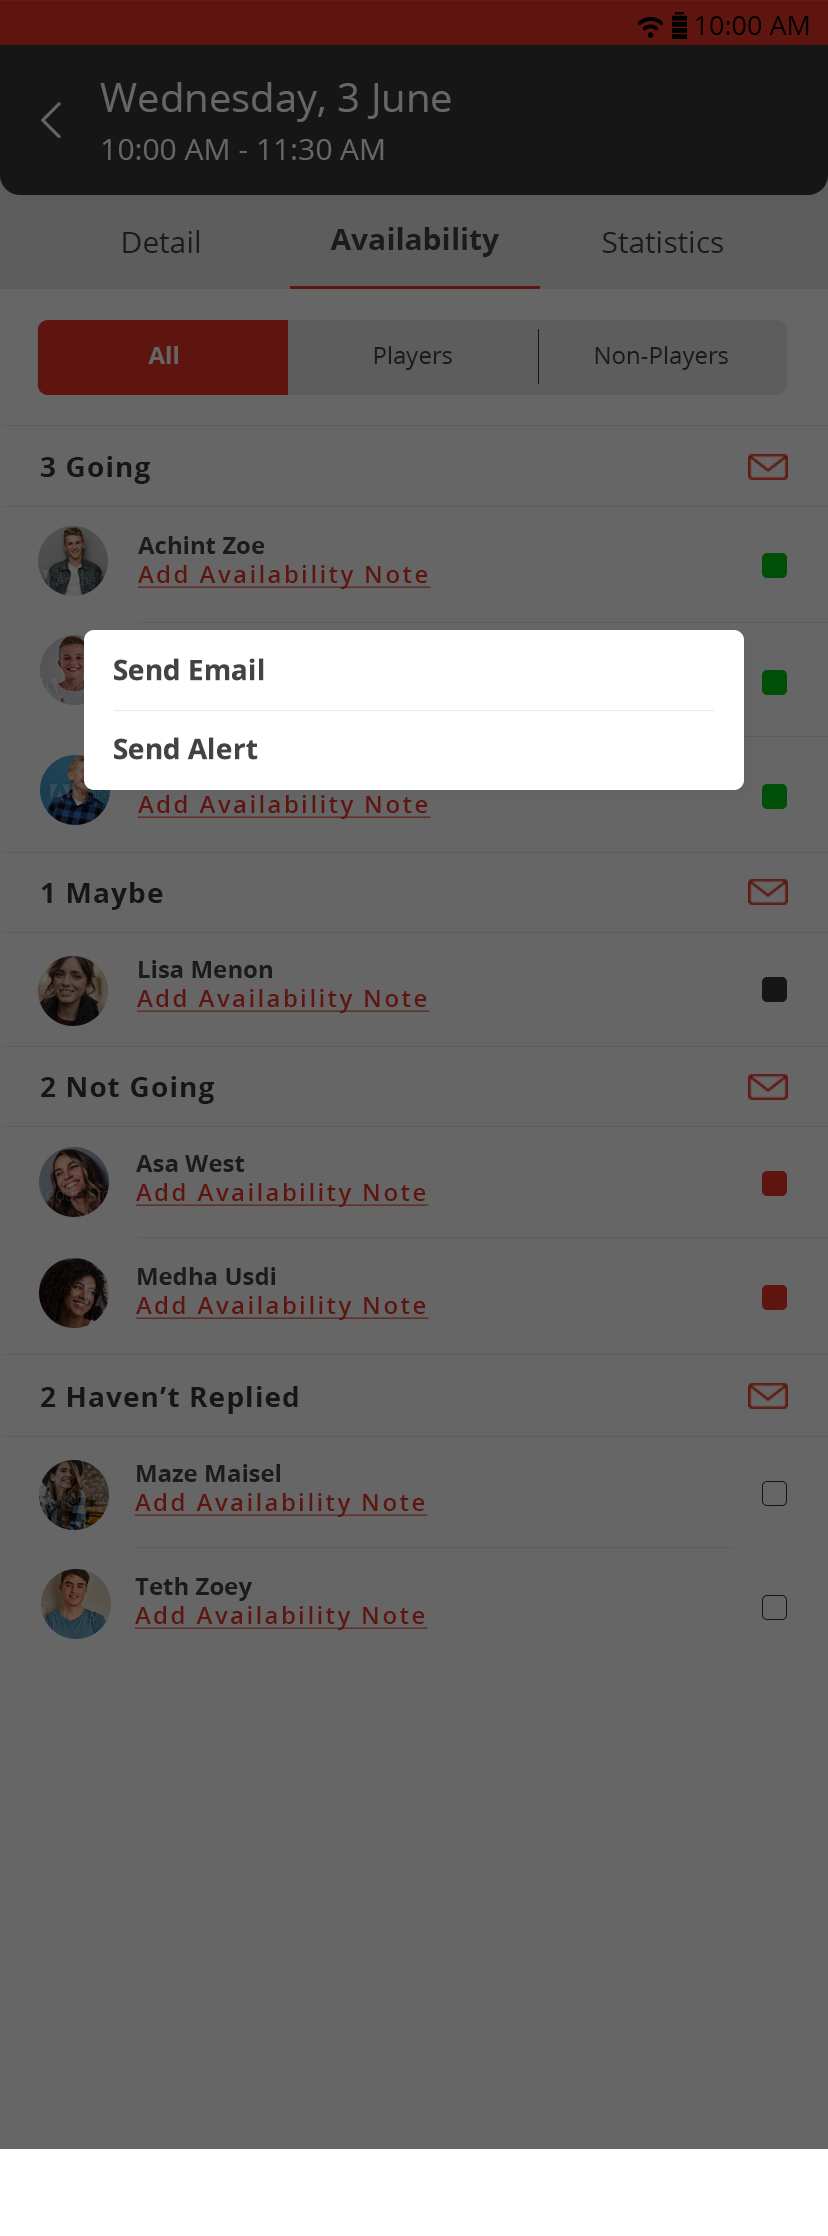 10:00 AM
Wednesday, 3 June
10:00 AM - 11:30 AM
Detail
Availability
Statistics
All
Players
Non-Players
3 Going
Achint Zoe
Add Availability Note
Send Email
Send Alert
Add Availability Note
1 Maybe
Lisa Menon
Add Availability Note
2 Not Going
Asa West
Add Availability Note
Medha Usdi
Add Availability Note
2 Haven’t Replied
Maze Maisel
Add Availability Note
Teth Zoey
Add Availability Note